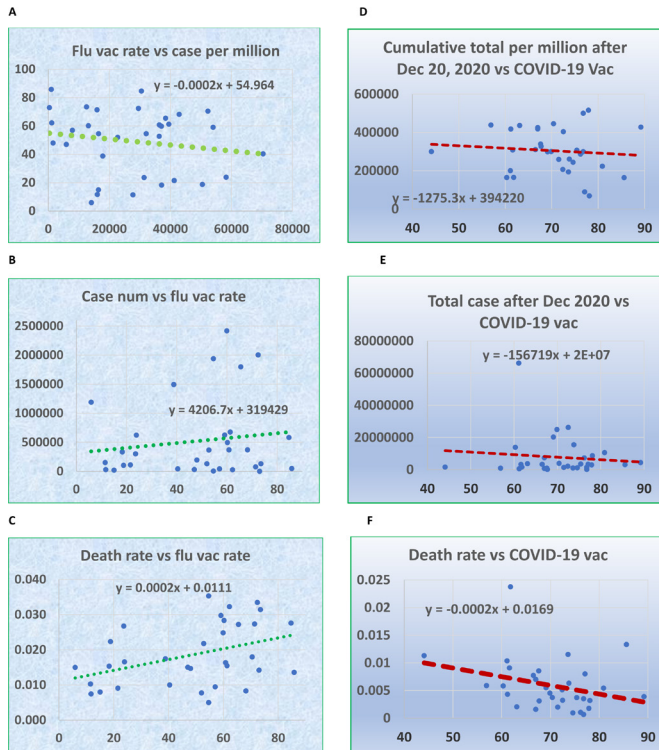 A
Flu vac rate vs case per million
y = -0.0002x + 54.964
100
80
60
40
20
0
0 20000 40000 60000 80000
B
Case num vs flu vac rate
2500000
2000000
1500000
1000000
500000
0
y = 4206.7x + 319429
0 20 40 60 80
C
Death rate vs flu vac rate
0.040
0.030
0.020
0.010
0.000
y = 0.0002x + 0.0111
0 20 40 60 80
D
Cumulative total per million after
Dec 20, 2020 vs COVID-19 Vac
600000
400000
200000
0
y = -1275.3x + 394220
40 50 60 70 80 90
E
Total case after Dec 2020 vs
COVID-19 vac
80000000
60000000
40000000
20000000
0
y = -156719x + 2E+07
40 50 60 70 80 90
F
Death rate vs COVID-19 vac
0.025
0.02
0.015
0.01
0.005
0
y = -0.0002x + 0.0169
40 50 60 70 80 90